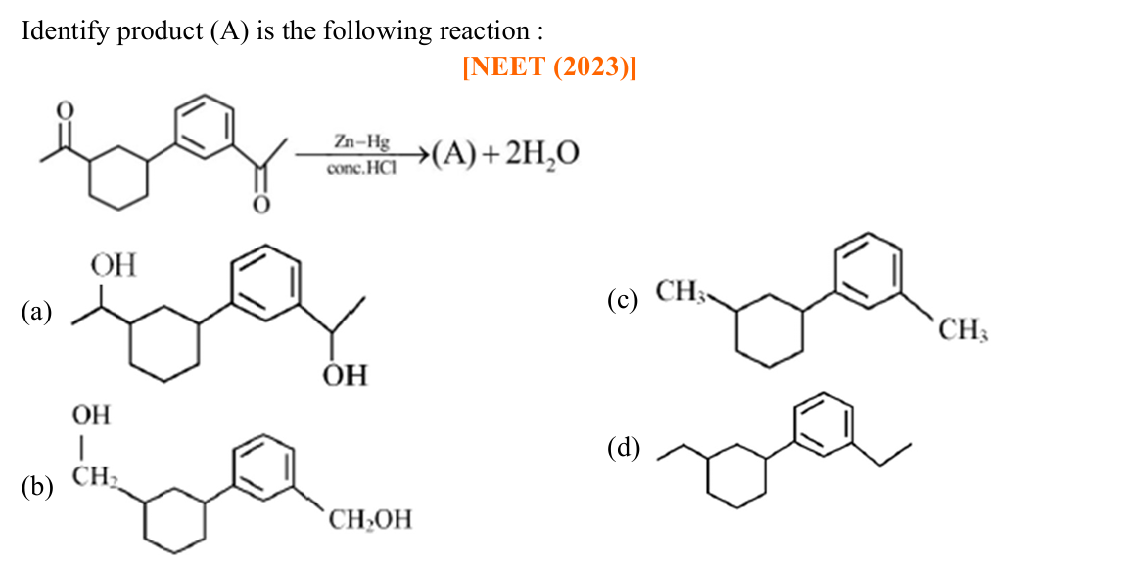 Identify product (A) is the following reaction :
[NEET (2023)]
O
Zn–Hg
conc.HCl
→(A) + 2H₂O
O
(a)
OH
OH
(b)
OH
CH₂
CH₂OH
(c)
CH₃
CH₃
(d)